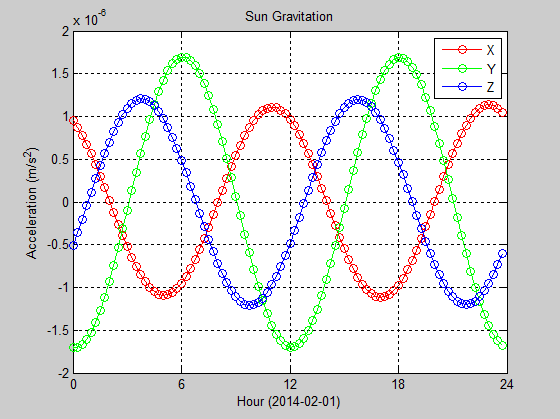 Sun Gravitation
x 10^-6
2
1.5
1
0.5
0
-0.5
-1
-1.5
-2
Acceleration (m/s²)
X
Y
Z
0 6 12 18 24
Hour (2014-02-01)